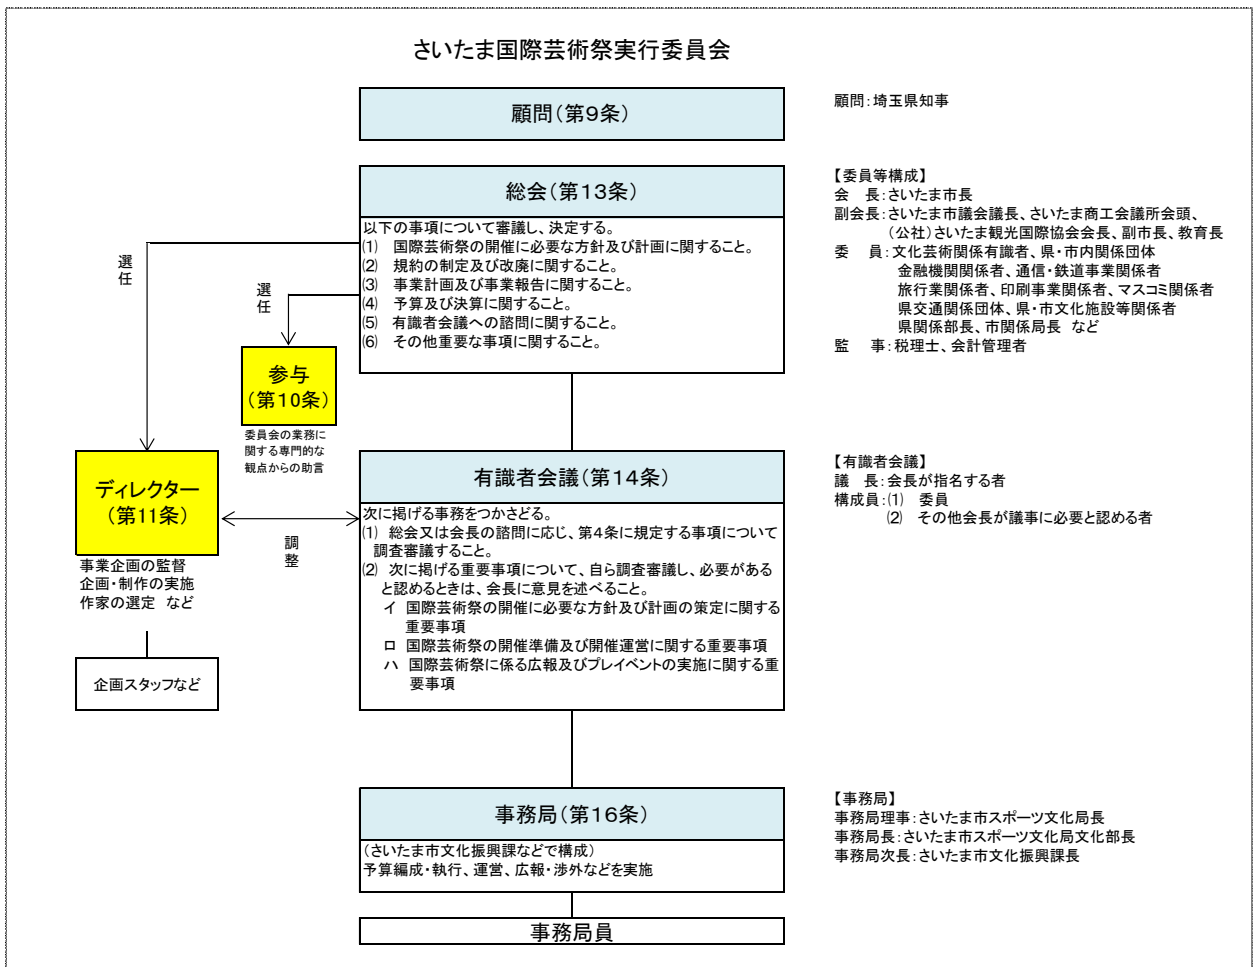 さいたま国際芸術祭実行委員会
顧問(第9条)
顧問:埼玉県知事
総会(第13条)
以下の事項について審議し、決定する。
⑴ 国際芸術祭の開催に必要な方針及び計画に関すること。
⑵ 規約の制定及び改廃に関すること。
⑶ 事業計画及び事業報告に関すること。
⑷ 予算及び決算に関すること。
⑸ 有識者会議への諮問に関すること。
⑹ その他重要な事項に関すること。
【委員等構成】
会 長:さいたま市長
副会長:さいたま市議会議長、さいたま商工会議所会頭、
(公社)さいたま観光国際協会会長、副市長、教育長
委 員:文化芸術関係有識者、県・市内関係団体
金融機関関係者、通信・鉄道事業関係者
旅行業関係者、印刷事業関係者、マスコミ関係者
県交通関係団体、県・市文化施設等関係者
県関係部長、市関係局長 など
監 事:税理士、会計管理者
選任
選任
参与
(第10条)
委員会の業務に
関する専門的な
観点からの助言
ディレクター
(第11条)
事業企画の監督
企画・制作の実施
作家の選定 など
企画スタッフなど
調整
有識者会議(第14条)
次に掲げる事務をつかさどる。
⑴ 総会又は会長の諮問に応じ、第4条に規定する事項について
調査審議すること。
⑵ 次に掲げる重要事項について、自ら調査審議し、必要がある
と認めるときは、会長に意見を述べること。
イ 国際芸術祭の開催に必要な方針及び計画の策定に関する
重要事項
ロ 国際芸術祭の開催準備及び開催運営に関する重要事項
ハ 国際芸術祭に係る広報及びプレイベントの実施に関する重
要事項
【有識者会議】
議 長:会長が指名する者
構成員:⑴ 委員
⑵ その他会長が議事に必要と認める者
事務局(第16条)
(さいたま市文化振興課などで構成)
予算編成・執行、運営、広報・渉外などを実施
【事務局】
事務局理事:さいたま市スポーツ文化局長
事務局長:さいたま市スポーツ文化局文化部長
事務局次長:さいたま市文化振興課長
事務局員